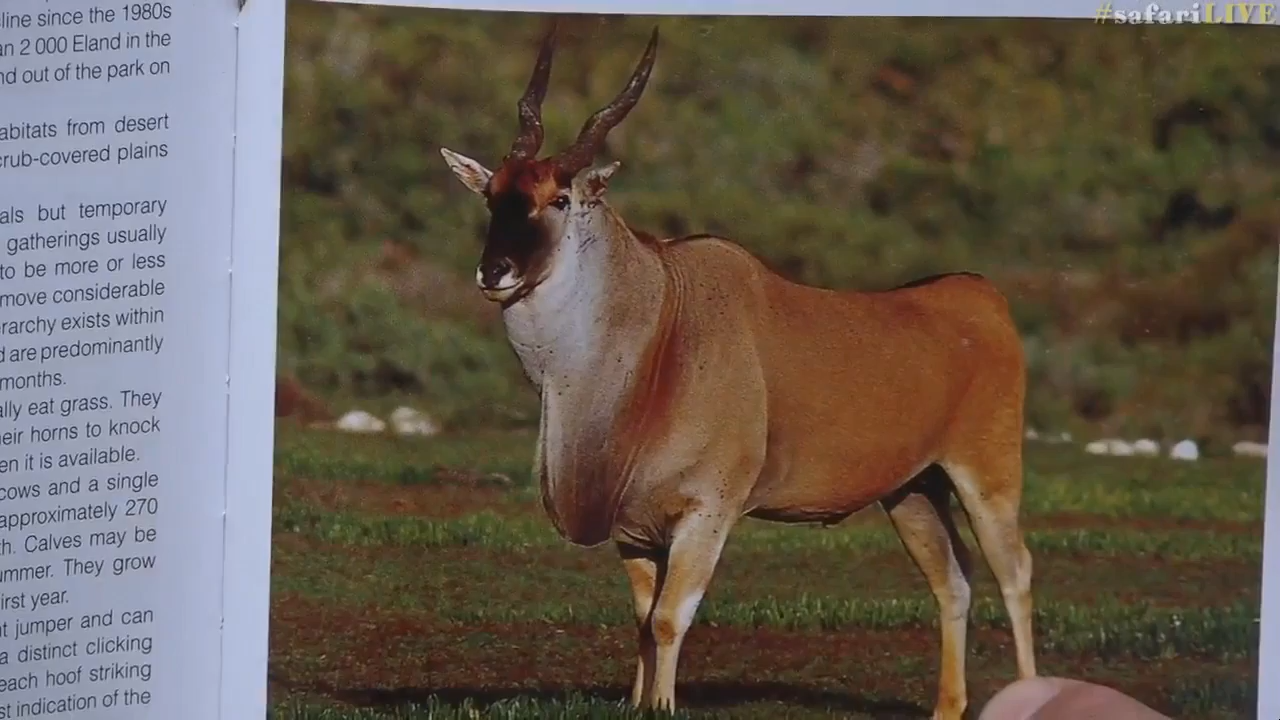 #safariLIVE
line since the 1980s
an 2 000 Eland in the
nd out of the park on
abitats from desert
crub-covered plains
als but temporary
gatherings usually
to be more or less
move considerable
rarchy exists within
d are predominantly
months.
ally eat grass. They
heir horns to knock
en it is available.
cows and a single
approximately 270
th. Calves may be
ummer. They grow
irst year.
nt jumper and can
a distinct clicking
each hoof striking
st indication of the